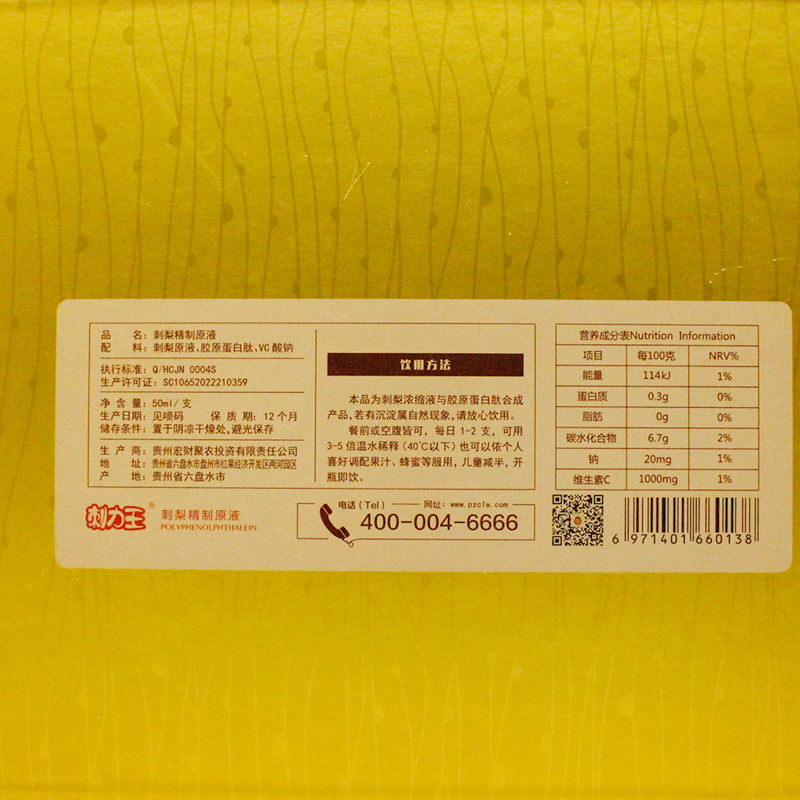 品 名：刺梨精制原液
配 料：刺梨原液、胶原蛋白肽、VC酸钠
执行标准：Q/HCJN 0004S
生产许可证：SC10652022210359
净 含 量：50ml/支
生产日期：见喷码 保 质 期：12个月
储存条件：置于阴凉干燥处，避光保存
生 产 商：贵州宏财聚农投资有限责任公司
地 址：贵州省六盘水市盘州市红果经济开发区两河园区
产 地：贵州省六盘水市
饮用方法
本品为刺梨浓缩液与胶原蛋白肽合成
产品，若有沉淀属自然现象，请放心饮用。
餐前或空腹皆可，每日1-2支，可用
3-5倍温水稀释（40℃以下）也可以依个人
喜好调配果汁、蜂蜜等服用，儿童减半，开
瓶即饮。
营养成分表Nutrition Information
项目 每100克 NRV%
能量 114kJ 1%
蛋白质 0.3g 0%
脂肪 0g 0%
碳水化合物 6.7g 2%
钠 20mg 1%
维生素C 1000mg 1%
刺力王® 刺梨精制原液
POLYPHENOLPHTHALEIN
电话（Tel） 网址：www.pzclw.com
400-004-6666
6 971401 660138